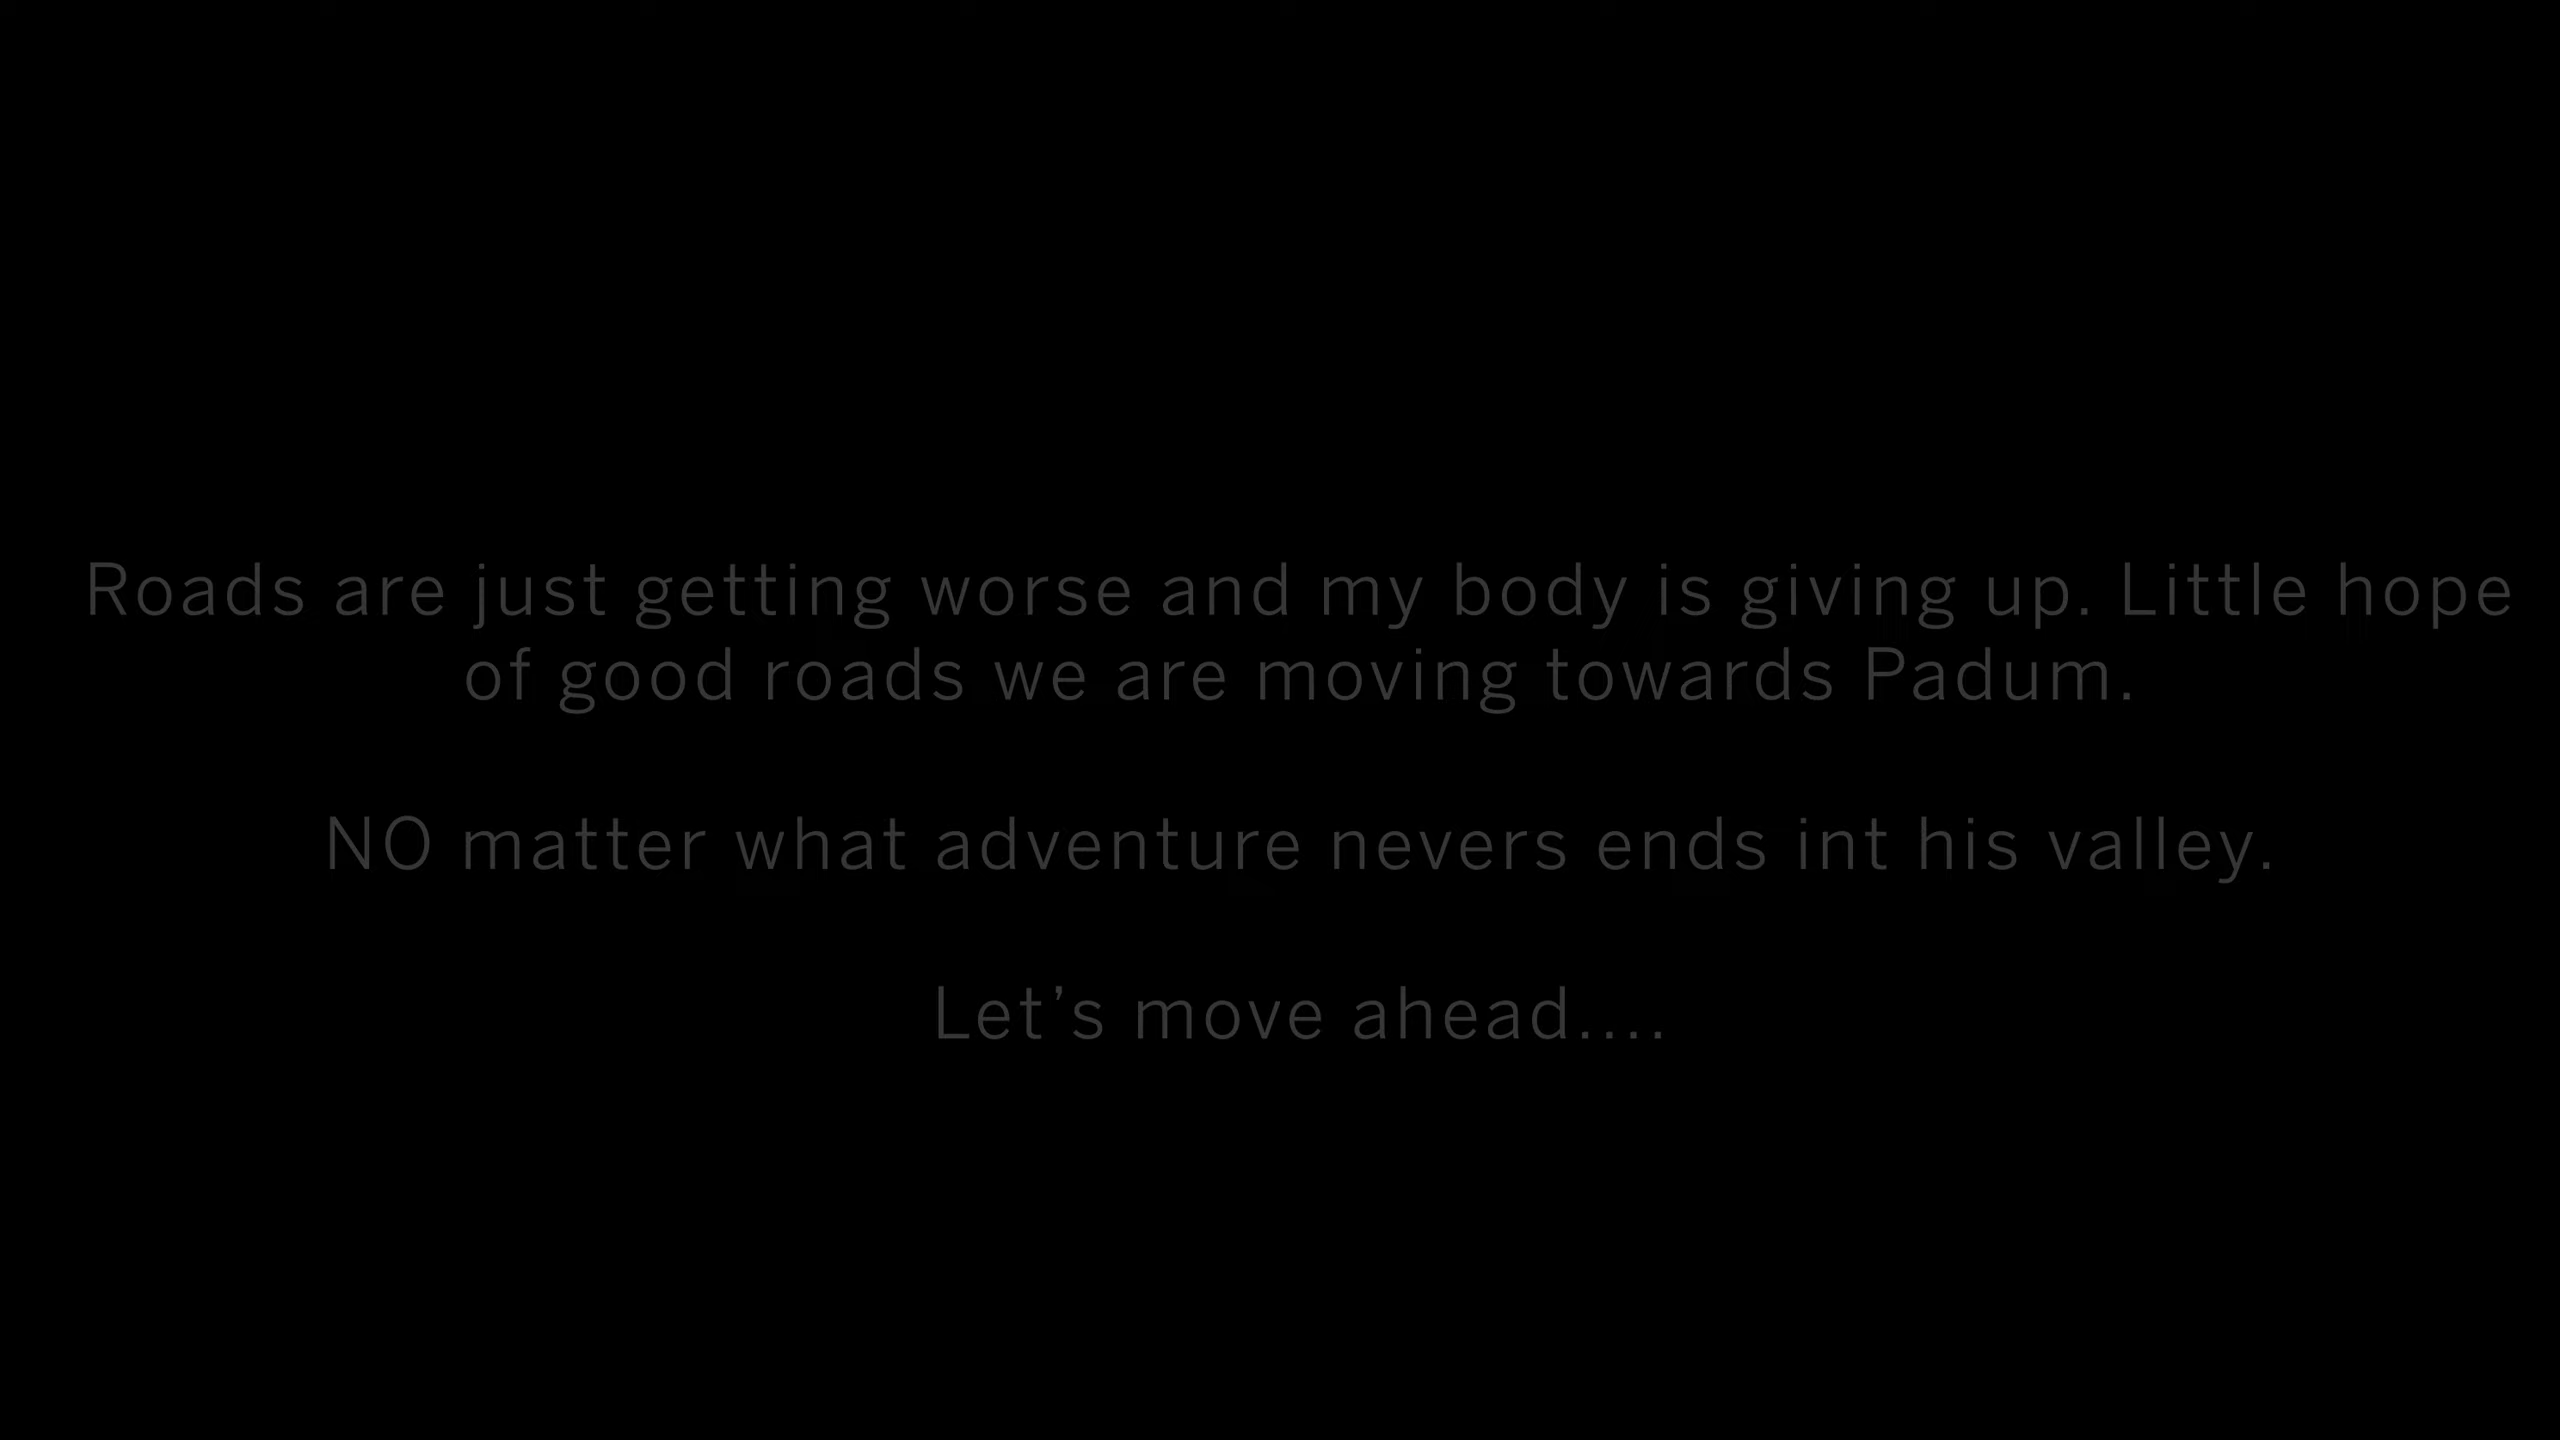 Roads are just getting worse and my body is giving up. Little hope
of good roads we are moving towards Padum.
NO matter what adventure nevers ends int his valley.
Let’s move ahead....